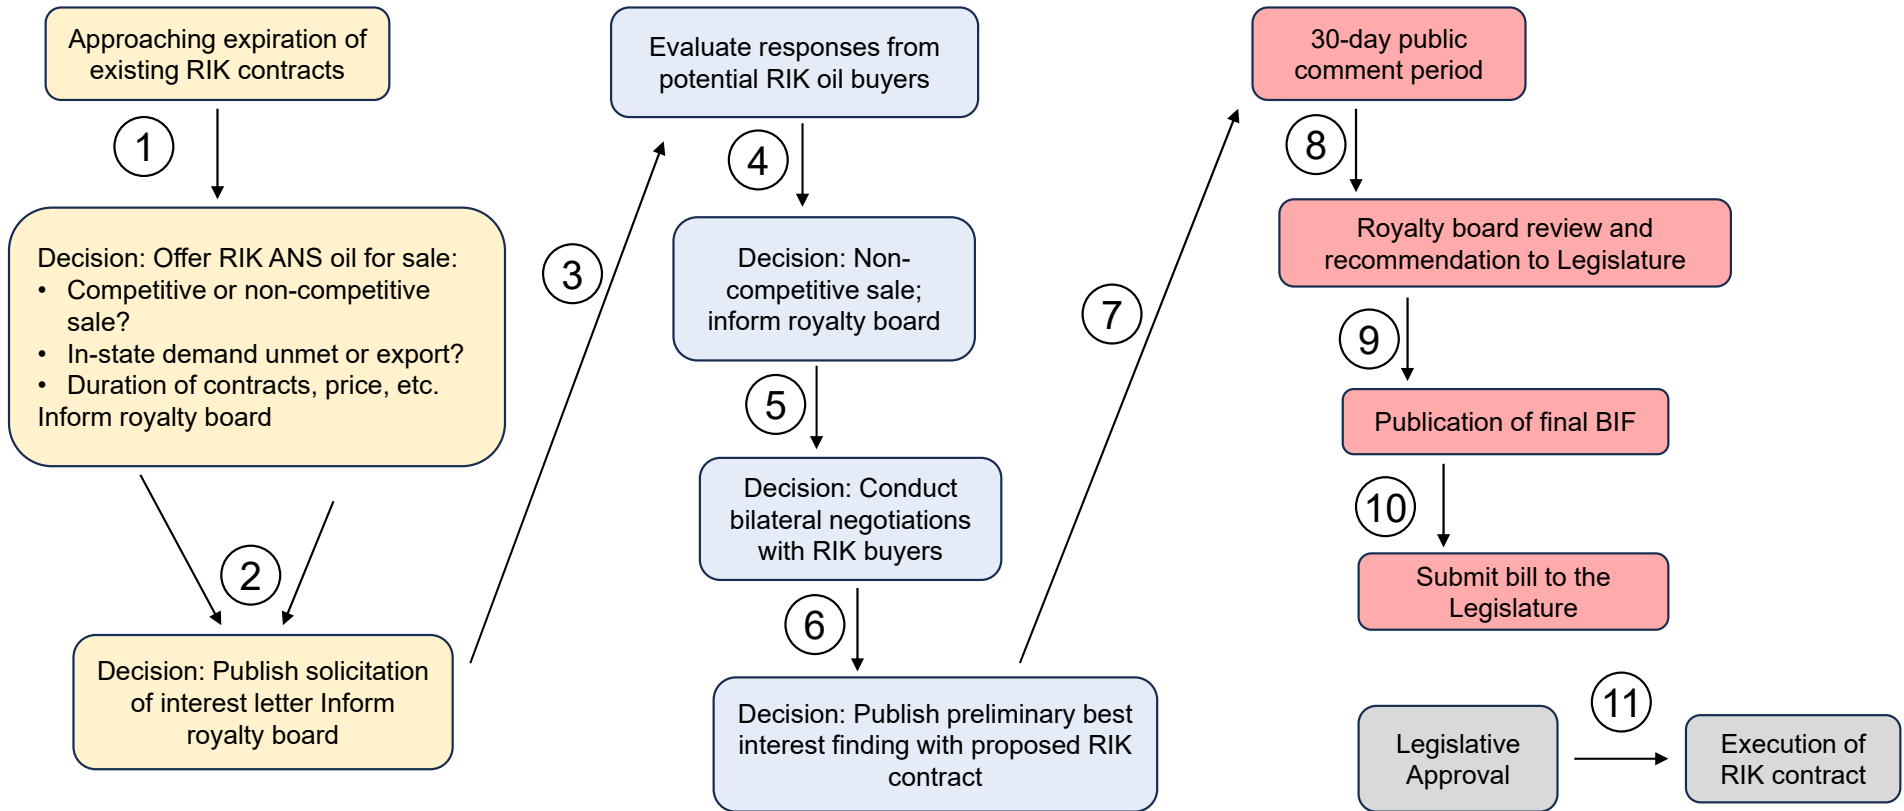 Approaching expiration of
existing RIK contracts
1
Decision: Offer RIK ANS oil for sale:
• Competitive or non-competitive
sale?
• In-state demand unmet or export?
• Duration of contracts, price, etc.
Inform royalty board
2
Decision: Publish solicitation
of interest letter Inform
royalty board
3
Evaluate responses from
potential RIK oil buyers
4
Decision: Non-
competitive sale;
inform royalty board
5
Decision: Conduct
bilateral negotiations
with RIK buyers
6
Decision: Publish preliminary best
interest finding with proposed RIK
contract
7
30-day public
comment period
8
Royalty board review and
recommendation to Legislature
9
Publication of final BIF
10
Submit bill to the
Legislature
Legislative
Approval
11
Execution of
RIK contract